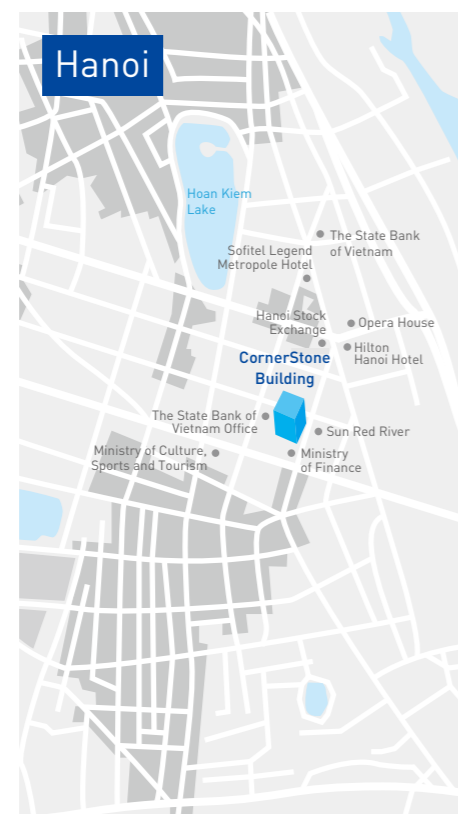 Hanoi
Hoan Kiem
Lake
The State Bank
of Vietnam
Sofitel Legend
Metropole Hotel
Hanoi Stock
Exchange
Opera House
Hilton
Hanoi Hotel
CornerStone
Building
The State Bank of
Vietnam Office
Sun Red River
Ministry of Culture,
Sports and Tourism
Ministry
of Finance